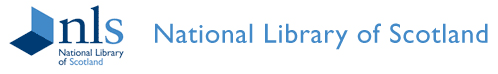 nls
National Library
of Scotland
National Library of Scotland